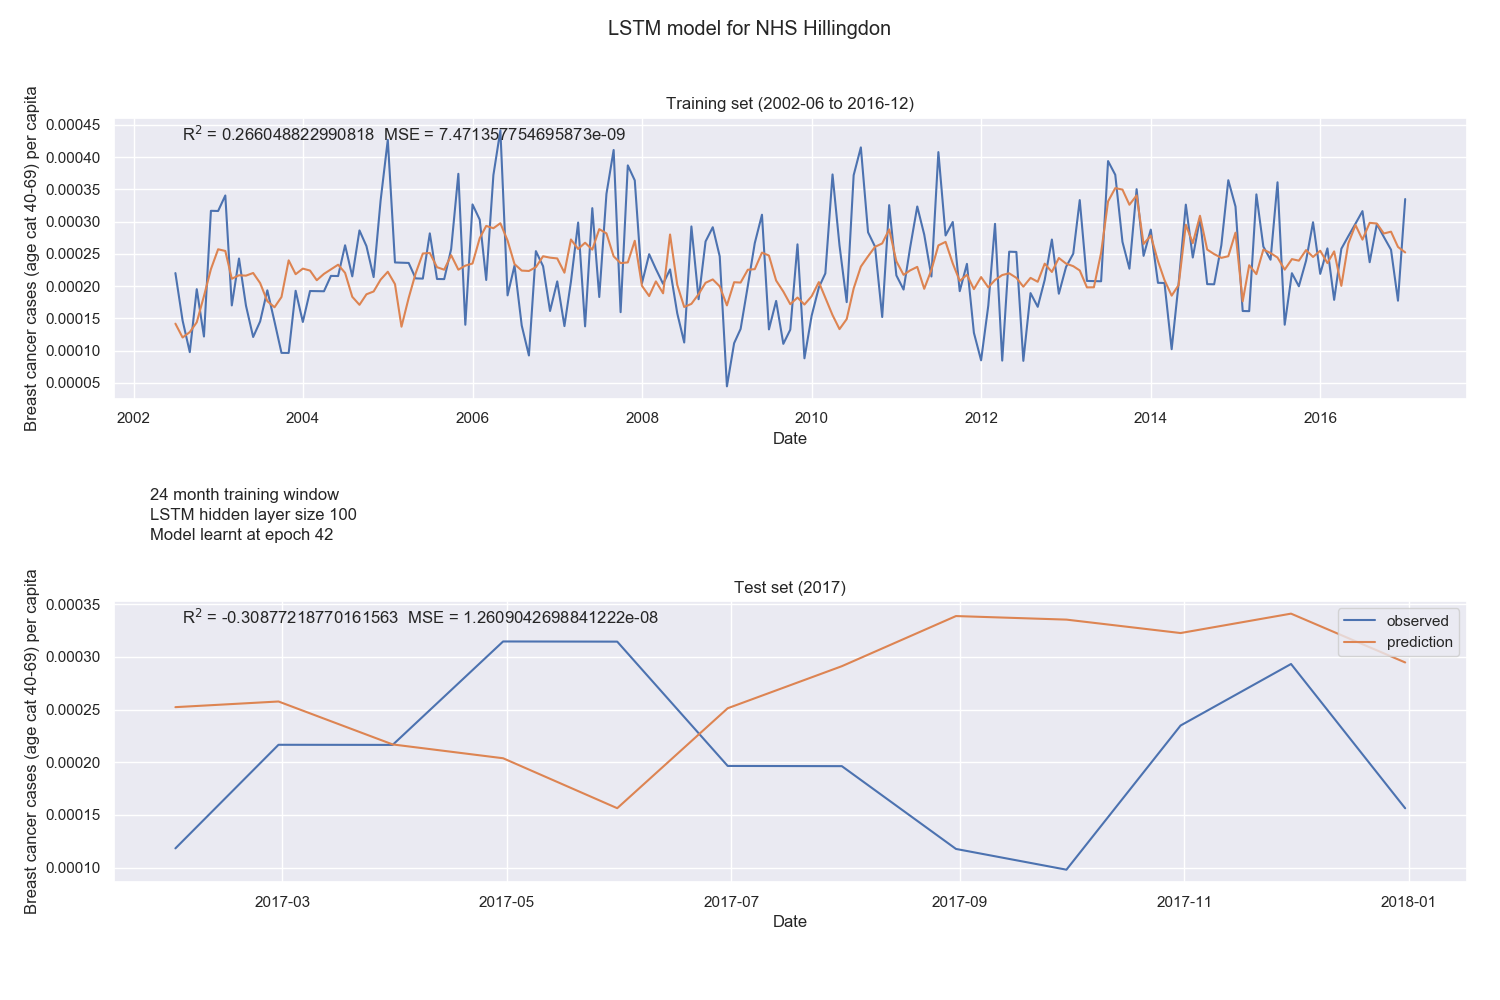 LSTM model for NHS Hillingdon
Training set (2002-06 to 2016-12)
R² = 0.266048822990818 MSE = 7.471357754695873e-09
Breast cancer cases (age cat 40-69) per capita
0.00045
0.00040
0.00035
0.00030
0.00025
0.00020
0.00015
0.00010
0.00005
2002 2004 2006 2008 2010 2012 2014 2016
Date
24 month training window
LSTM hidden layer size 100
Model learnt at epoch 42
Test set (2017)
R² = -0.30877218770161563 MSE = 1.2609042698841222e-08
observed
prediction
Breast cancer cases (age cat 40-69) per capita
0.00035
0.00030
0.00025
0.00020
0.00015
0.00010
2017-03 2017-05 2017-07 2017-09 2017-11 2018-01
Date